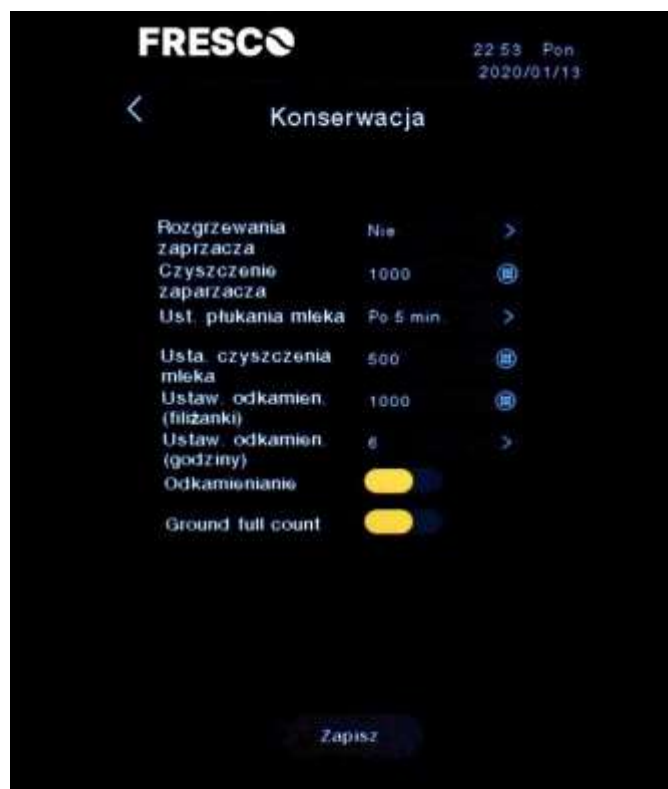 FRESCO
22:53 Pon
2020/01/13
Konserwacja
Rozgrzewania
zaprzacza
Nie
Czyszczenie
zaparzacza
1000
Ust. płukania mleka
Po 5 min.
Usta. czyszczenia
mleka
500
Ustaw. odkamien.
(filiżanki)
1000
Ustaw. odkamien.
(godziny)
6
Odkamienianie
Ground full count
Zapisz